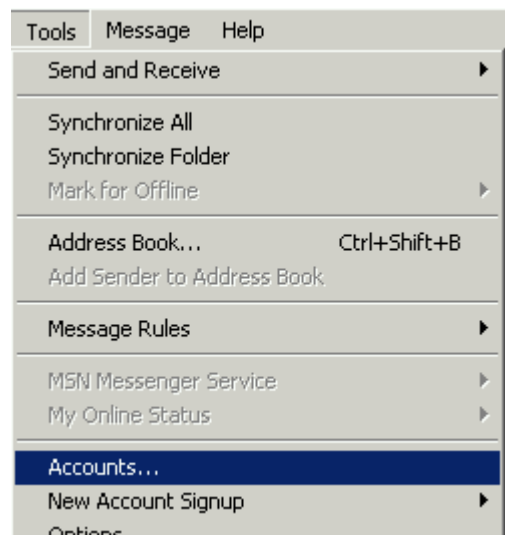 Tools Message Help
Send and Receive
Synchronize All
Synchronize Folder
Mark for Offline
Address Book... Ctrl+Shift+B
Add Sender to Address Book
Message Rules
MSN Messenger Service
My Online Status
Accounts...
New Account Signup
Options